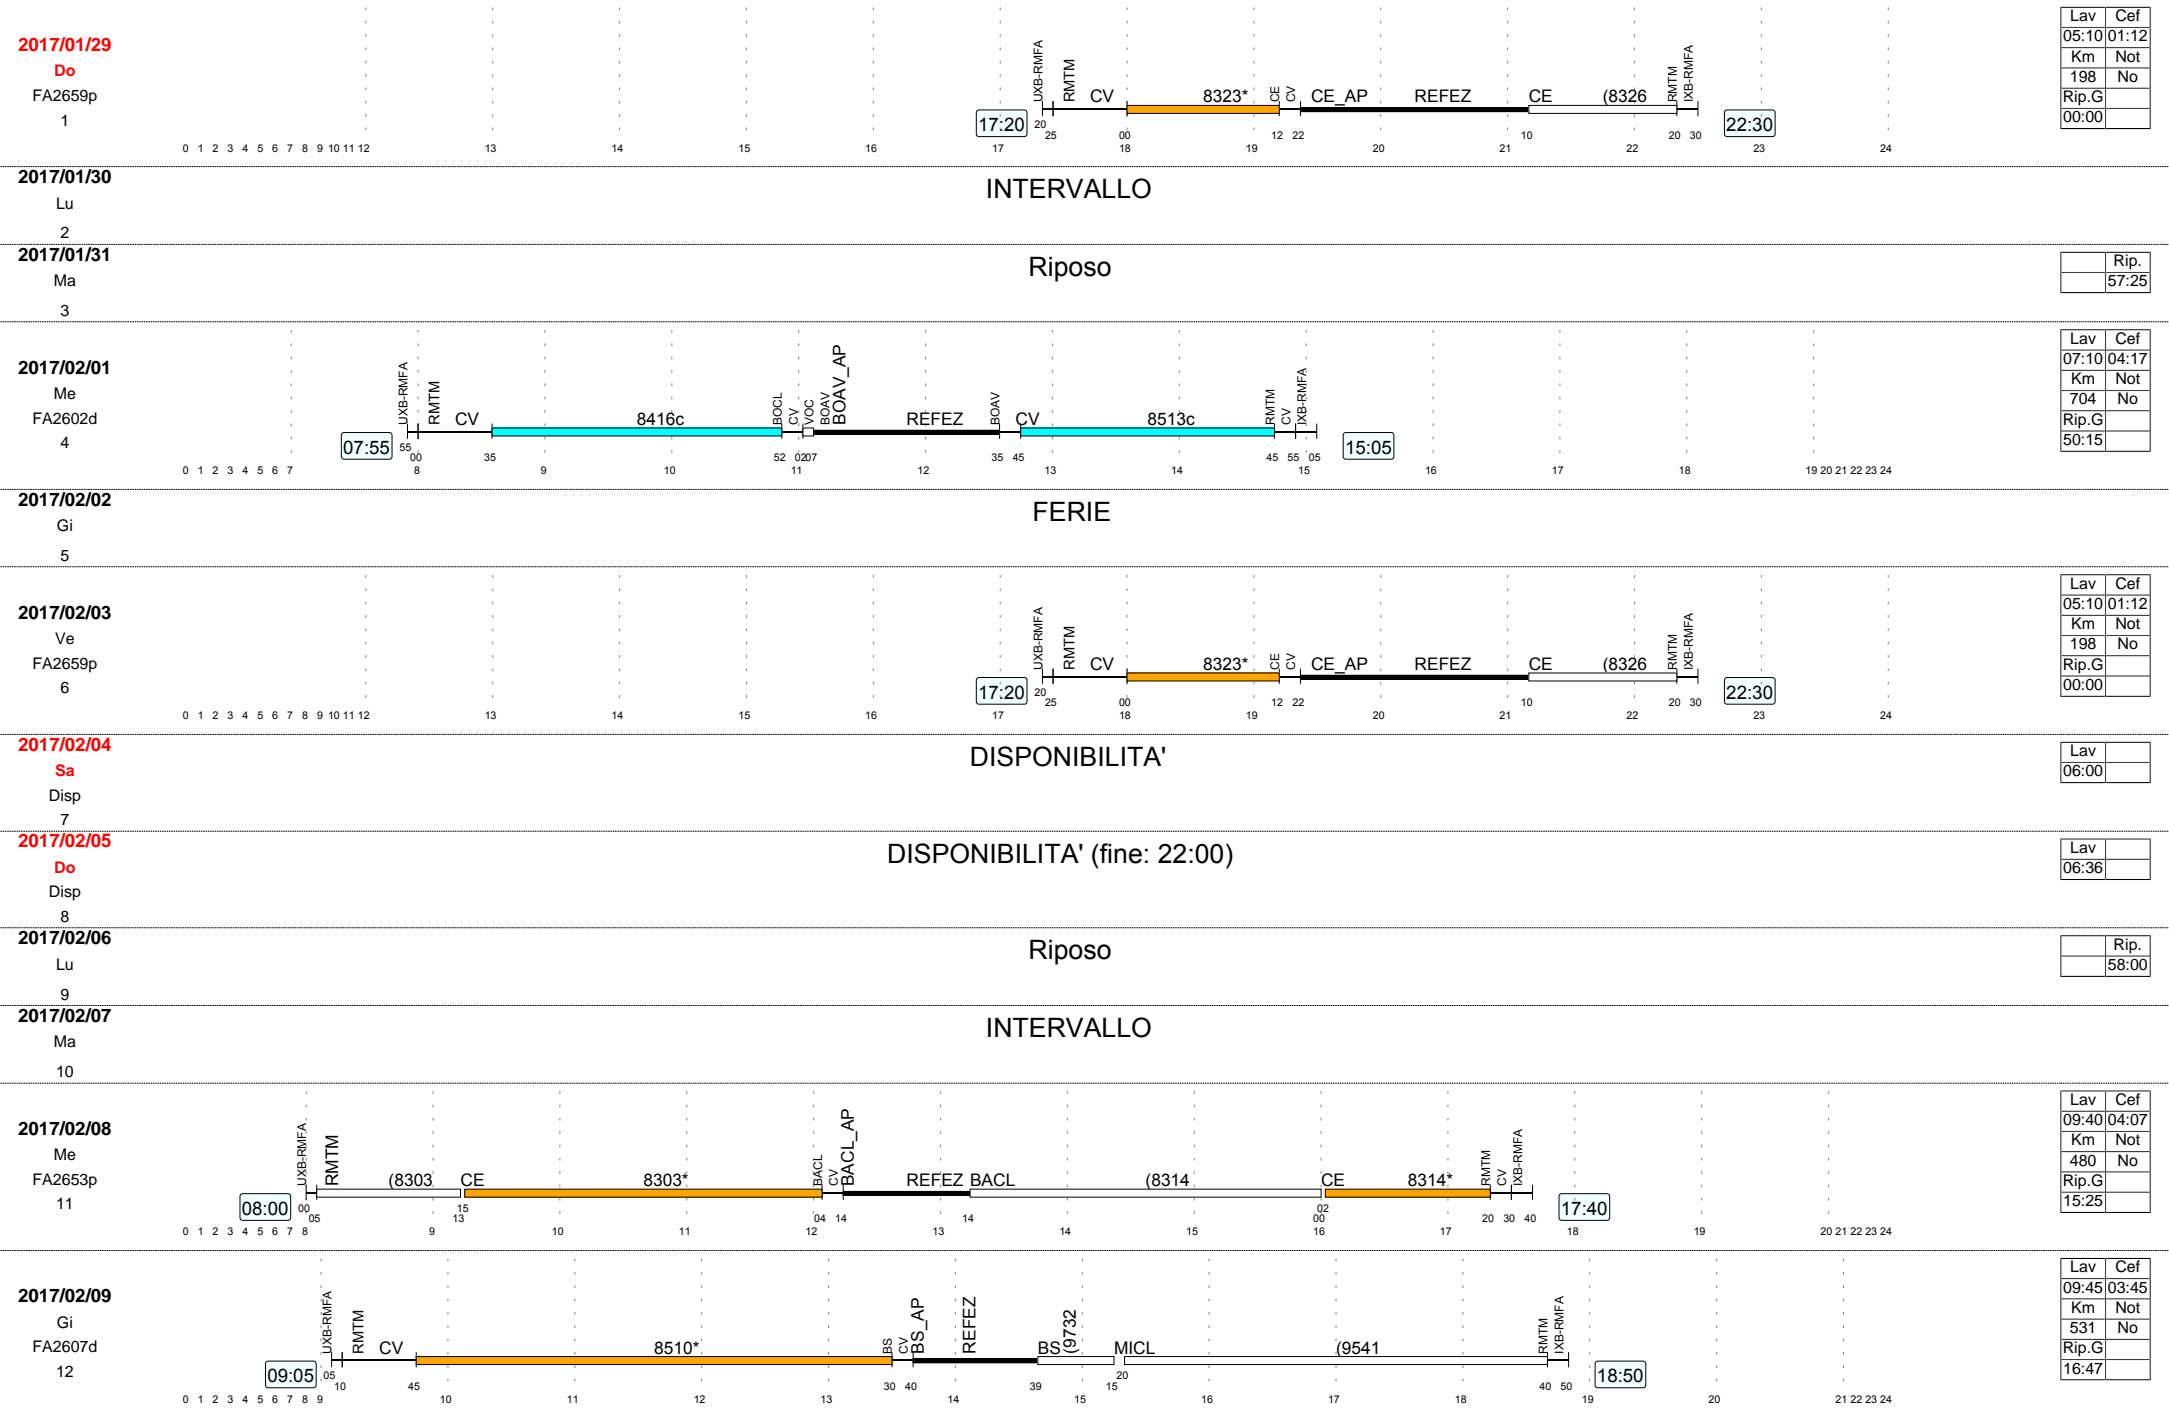 2017/01/29
Do
FA2659p
1
17:20
UXB-RMFA RMTM CV 8323* CE CV CE_AP REFEZ CE (8326 RMTM IXB-RMFA
20 25 00 12 22 10 20 30
22:30
0 1 2 3 4 5 6 7 8 9 10 11 12 13 14 15 16 17 18 19 20 21 22 23 24
Lav Cef
05:10 01:12
Km Not
198 No
Rip.G
00:00
2017/01/30
Lu
2
INTERVALLO
2017/01/31
Ma
3
Riposo
Rip.
57:25
2017/02/01
Me
FA2602d
4
07:55
UXB-RMFA RMTM CV 8416c BOCL CV VOC BOAV BOAV_AP REFEZ BOAV CV 8513c RMTM CV IXB-RMFA
55 00 35 52 02 07 35 45 45 55 05
15:05
0 1 2 3 4 5 6 7 8 9 10 11 12 13 14 15 16 17 18 19 20 21 22 23 24
Lav Cef
07:10 04:17
Km Not
704 No
Rip.G
50:15
2017/02/02
Gi
5
FERIE
2017/02/03
Ve
FA2659p
6
17:20
UXB-RMFA RMTM CV 8323* CE CV CE_AP REFEZ CE (8326 RMTM IXB-RMFA
20 25 00 12 22 10 20 30
22:30
0 1 2 3 4 5 6 7 8 9 10 11 12 13 14 15 16 17 18 19 20 21 22 23 24
Lav Cef
05:10 01:12
Km Not
198 No
Rip.G
00:00
2017/02/04
Sa
Disp
7
DISPONIBILITA'
Lav
06:00
2017/02/05
Do
Disp
8
DISPONIBILITA' (fine: 22:00)
Lav
06:36
2017/02/06
Lu
9
Riposo
Rip.
58:00
2017/02/07
Ma
10
INTERVALLO
2017/02/08
Me
FA2653p
11
08:00
UXB-RMFA RMTM (8303 CE 8303* BACL CV BACL_AP REFEZ BACL (8314 CE 8314* RMTM CV IXB-RMFA
00 05 13 15 04 14 14 00 02 20 30 40
17:40
0 1 2 3 4 5 6 7 8 9 10 11 12 13 14 15 16 17 18 19 20 21 22 23 24
Lav Cef
09:40 04:07
Km Not
480 No
Rip.G
15:25
2017/02/09
Gi
FA2607d
12
09:05
UXB-RMFA RMTM CV 8510* BS CV BS_AP REFEZ BS (9732 MICL (9541 RMTM IXB-RMFA
05 10 45 30 40 39 15 20 40 50
18:50
0 1 2 3 4 5 6 7 8 9 10 11 12 13 14 15 16 17 18 19 20 21 22 23 24
Lav Cef
09:45 03:45
Km Not
531 No
Rip.G
16:47